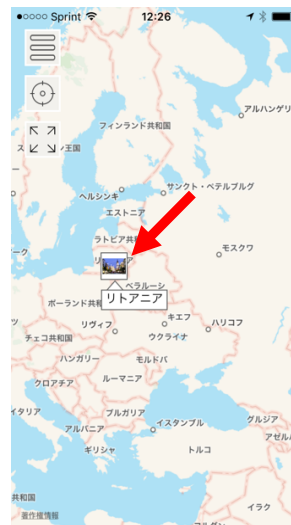 Sprint 12:26
アルハンゲリ
フィンランド共和国
ヘルシンキ
サンクト・ペテルブルグ
エストニア
ラトビア共
モスクワ
ベラルーシ
リトアニア
ポーランド共和
リヴィフ
キエフ
ハリコフ
チェコ共和国
ウクライナ
ハンガリー
モルドバ
クロアチア
ルーマニア
イタリア
ブルガリア
アルバニア
イスタンブル
グルジア
アゼル
ギリシャ
トルコ
共和国
イラク
著作権情報